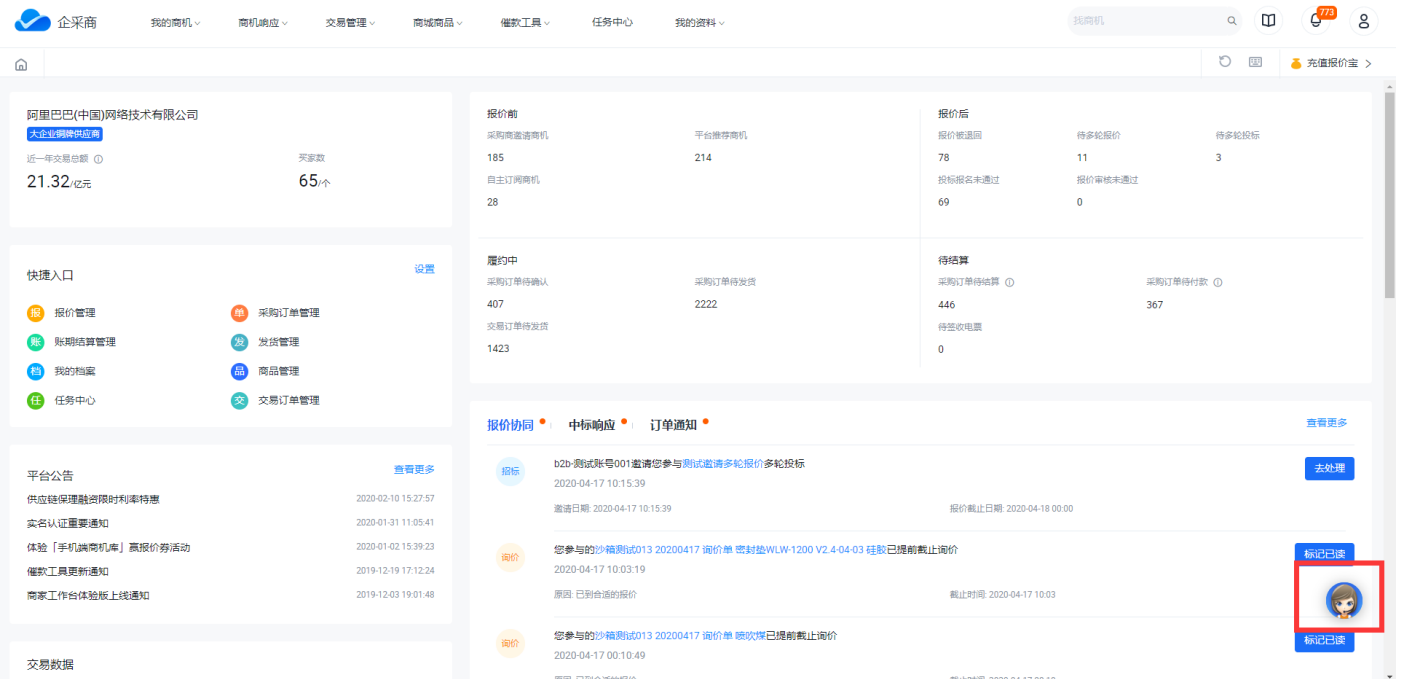 企采商
我的商机
商机响应
交易管理
商城商品
催款工具
任务中心
我的资料
找商机
773
充值报价宝
阿里巴巴(中国)网络技术有限公司
大企业铜牌供应商
近一年交易总额
买家数
21.32/亿元
65/个
快捷入口
设置
报 报价管理
单 采购订单管理
账 账期结算管理
发 发货管理
档 我的档案
品 商品管理
任 任务中心
交 交易订单管理
平台公告
查看更多
供应链保理融资限时利率特惠 2020-02-10 15:27:57
实名认证重要通知 2020-01-31 11:05:41
体验「手机端商机库」赢报价券活动 2020-01-02 15:39:23
催款工具更新通知 2019-12-19 17:12:24
商家工作台体验版上线通知 2019-12-03 19:01:48
交易数据
报价前
采购商邀请商机
平台推荐商机
185
214
自主订阅商机
28
报价后
报价被退回
待多轮报价
待多轮投标
78
11
3
投标报名未通过
报价审核未通过
69
0
履约中
采购订单待确认
采购订单待发货
407
2222
交易订单待发货
1423
待结算
采购订单待结算
采购订单待付款
446
367
待签收电票
0
报价协同
中标响应
订单通知
查看更多
招标
b2b-测试账号001邀请您参与测试邀请多轮报价多轮投标
去处理
2020-04-17 10:15:39
邀请日期: 2020-04-17 10:15:39
报价截止日期: 2020-04-18 00:00
询价
您参与的沙箱测试013 20200417 询价单 密封垫WLW-1200 V2.4-04-03 硅胶已提前截止询价
标记已读
2020-04-17 10:03:19
原因: 已到合适的报价
截止时间: 2020-04-17 10:03
询价
您参与的沙箱测试013 20200417 询价单 喷吹煤已提前截止询价
标记已读
2020-04-17 00:10:49